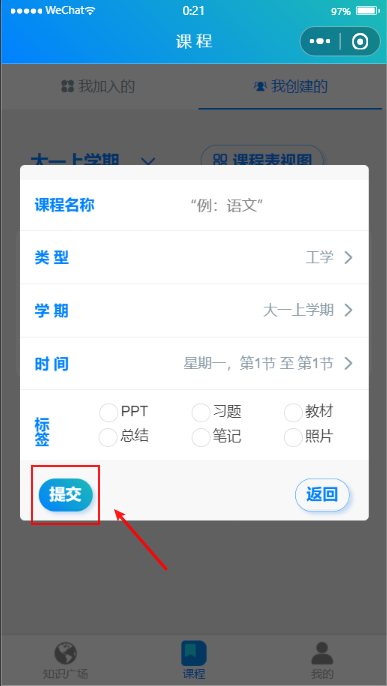 WeChat 0:21 97%
课 程
我加入的 我创建的
大一上学期 课程表视图
课程名称 “例：语文”
类 型 工学
学 期 大一上学期
时 间 星期一，第1节 至 第1节
标签 PPT 习题 教材
总结 笔记 照片
提交 返回
知识广场 课程 我的